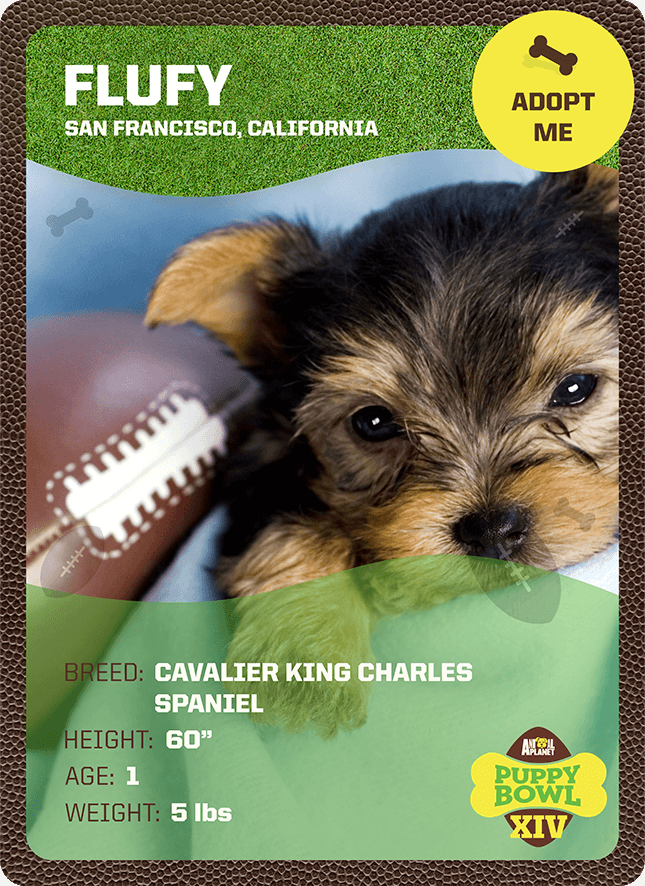 FLUFY
SAN FRANCISCO, CALIFORNIA
ADOPT
ME
BREED: CAVALIER KING CHARLES
SPANIEL
HEIGHT: 60”
AGE: 1
WEIGHT: 5 lbs
ANIMAL
PLANET
PUPPY
BOWL
XIV